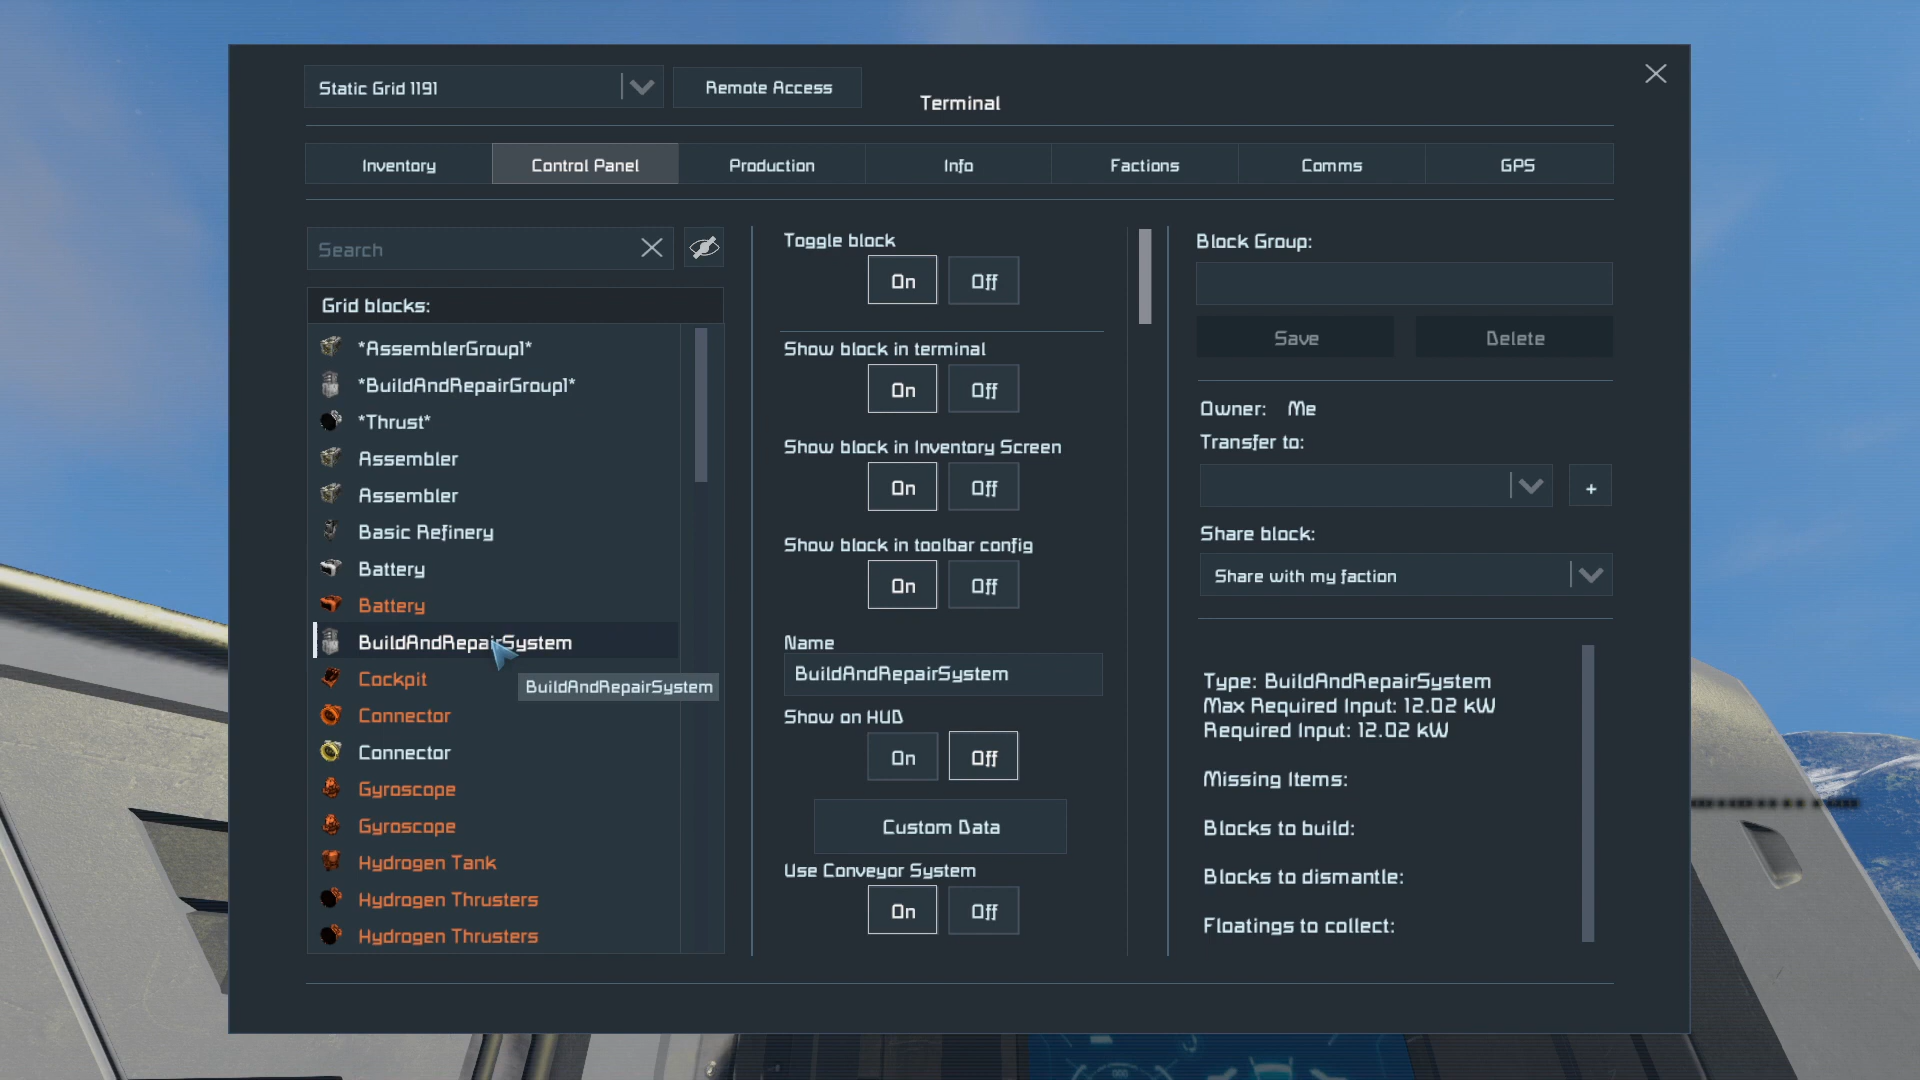 Static Grid 1191
Remote Access
Terminal
Inventory
Control Panel
Production
Info
Factions
Comms
GPS
Search
Grid blocks:
*AssemblerGroup1*
*BuildAndRepairGroup1*
*Thrust*
Assembler
Assembler
Basic Refinery
Battery
Battery
BuildAndRepairSystem
Cockpit
BuildAndRepairSystem
Connector
Connector
Gyroscope
Gyroscope
Hydrogen Tank
Hydrogen Thrusters
Hydrogen Thrusters
Toggle block
On Off
Show block in terminal
On Off
Show block in Inventory Screen
On Off
Show block in toolbar config
On Off
Name
BuildAndRepairSystem
Show on HUD
On Off
Custom Data
Use Conveyor System
On Off
Block Group:
Save Delete
Owner: Me
Transfer to:
+
Share block:
Share with my faction
Type: BuildAndRepairSystem
Max Required Input: 12.02 kW
Required Input: 12.02 kW
Missing Items:
Blocks to build:
Blocks to dismantle:
Floatings to collect: